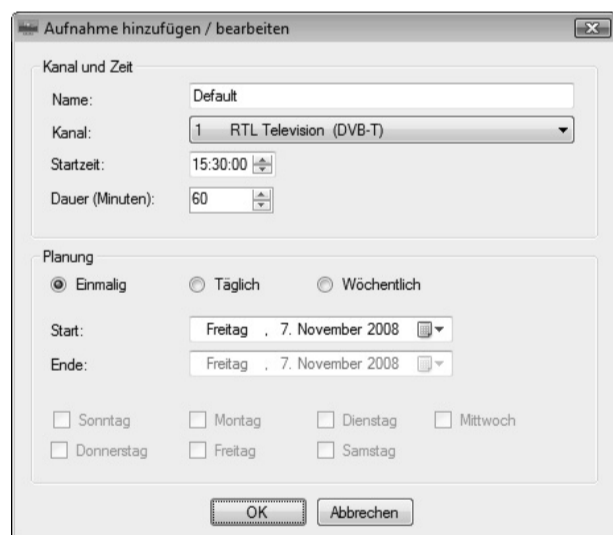 Aufnahme hinzufügen / bearbeiten
Kanal und Zeit
Name: Default
Kanal: 1 RTL Television (DVB-T)
Startzeit: 15:30:00
Dauer (Minuten): 60
Planung
Einmalig Täglich Wöchentlich
Start: Freitag , 7. November 2008
Ende: Freitag , 7. November 2008
Sonntag Montag Dienstag Mittwoch
Donnerstag Freitag Samstag
OK Abbrechen